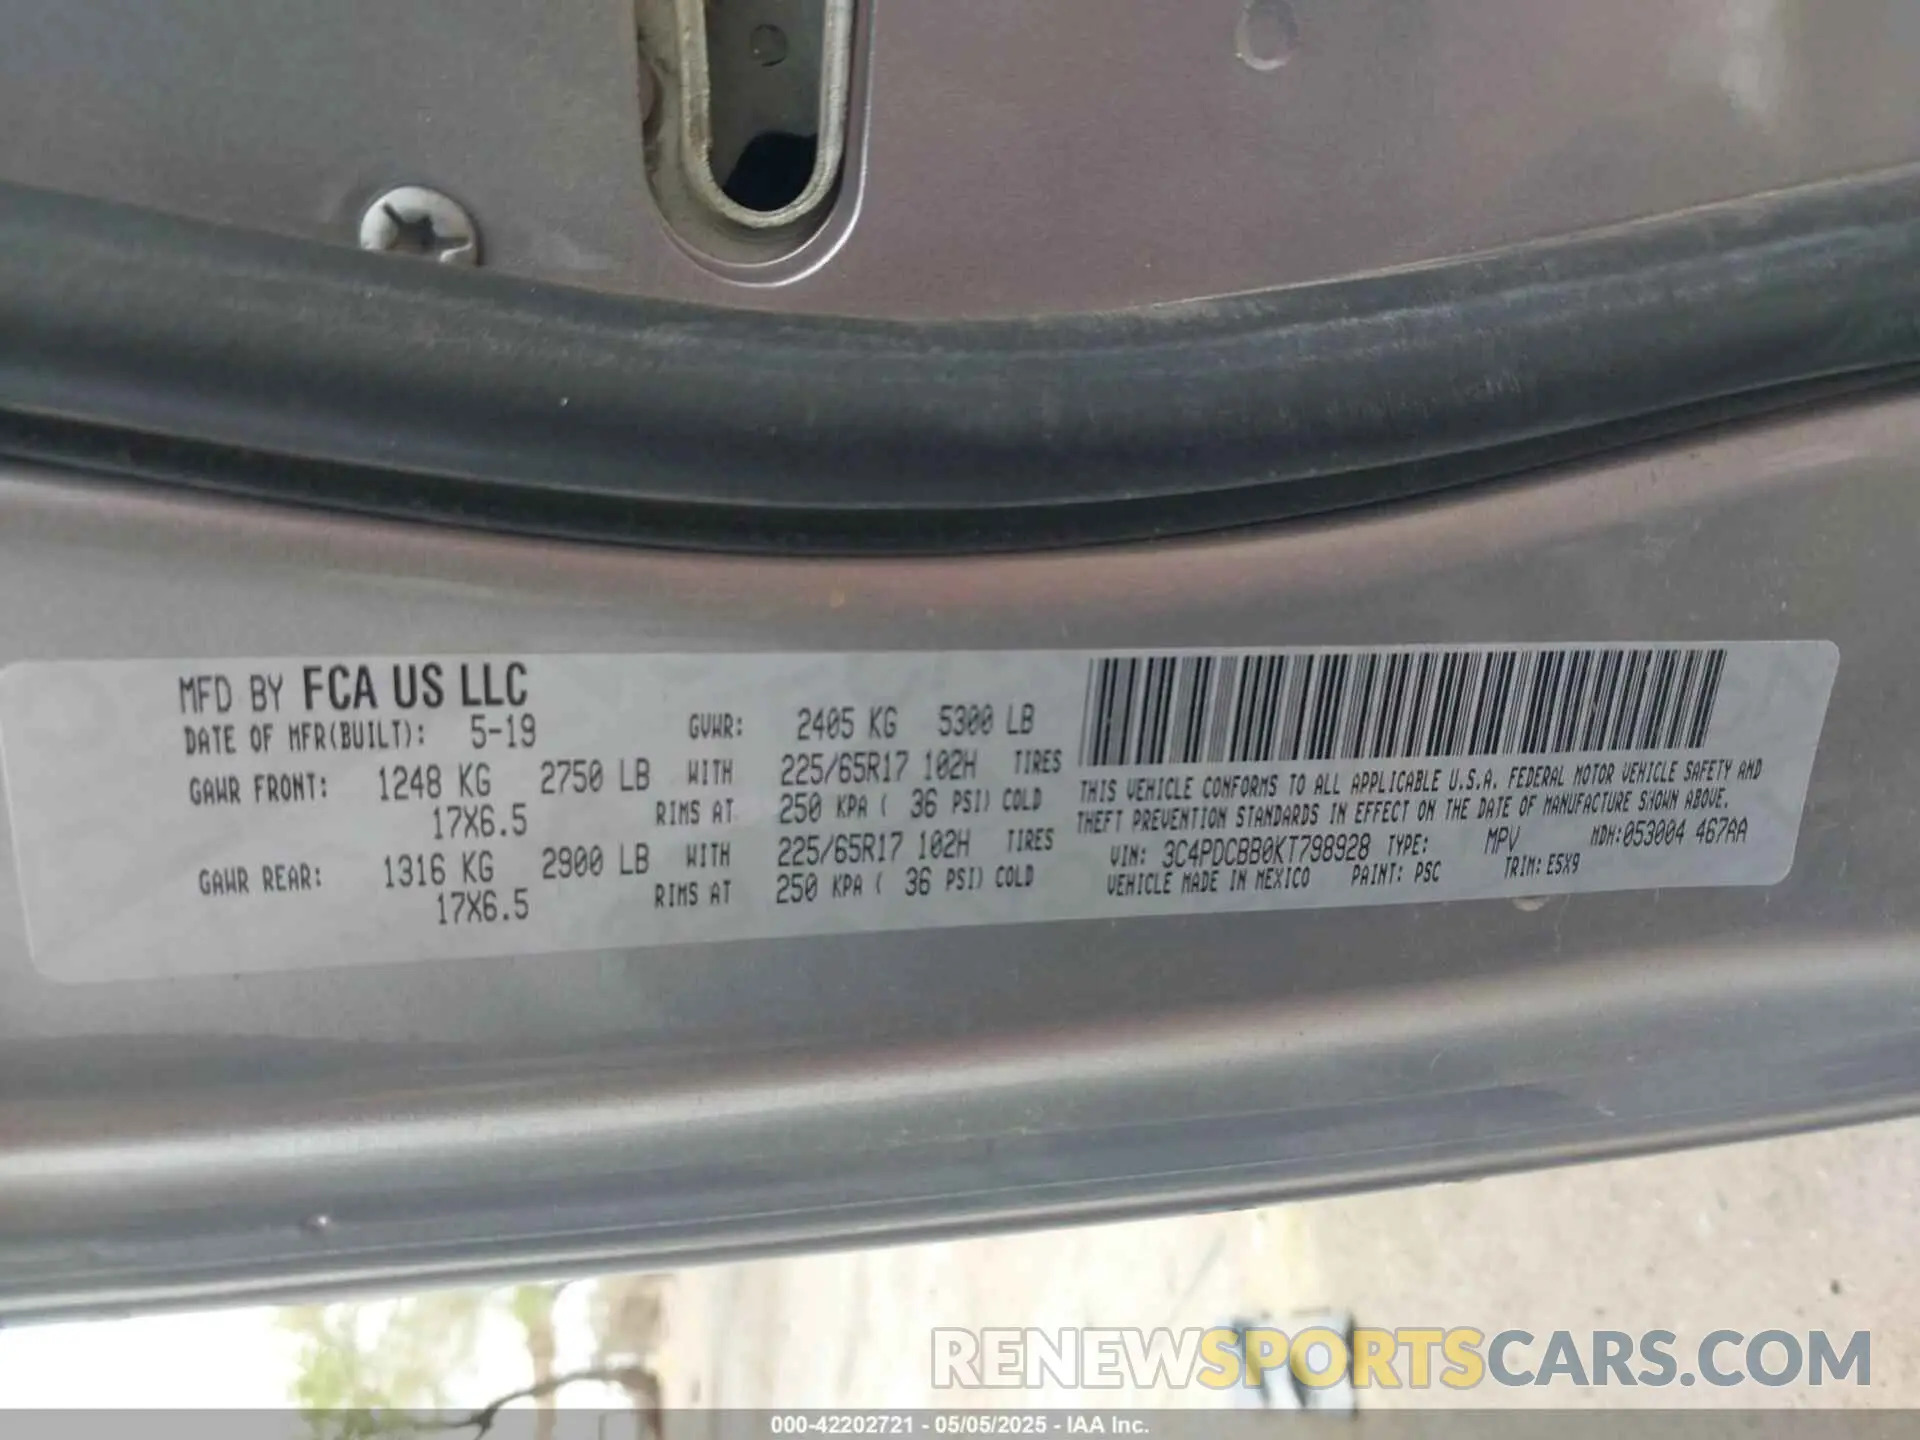 MFD BY FCA US LLC
DATE OF MFR(BUILT): 5-19 GVWR: 2405 KG 5300 LB
GAWR FRONT: 1248 KG 2750 LB WITH 225/65R17 102H TIRES
17X6.5 RIMS AT 250 KPA ( 36 PSI) COLD
GAWR REAR: 1316 KG 2900 LB WITH 225/65R17 102H TIRES
17X6.5 RIMS AT 250 KPA ( 36 PSI) COLD
THIS VEHICLE CONFORMS TO ALL APPLICABLE U.S.A. FEDERAL MOTOR VEHICLE SAFETY AND
THEFT PREVENTION STANDARDS IN EFFECT ON THE DATE OF MANUFACTURE SHOWN ABOVE.
VIN: 3C4PDCBB0KT798928 TYPE: MPV MDH:053004 467AA
VEHICLE MADE IN MEXICO PAINT: PSC TRIM: E5X9
RENEWSPORTSCARS.COM
000-42202721 - 05/05/2025 - IAA Inc.